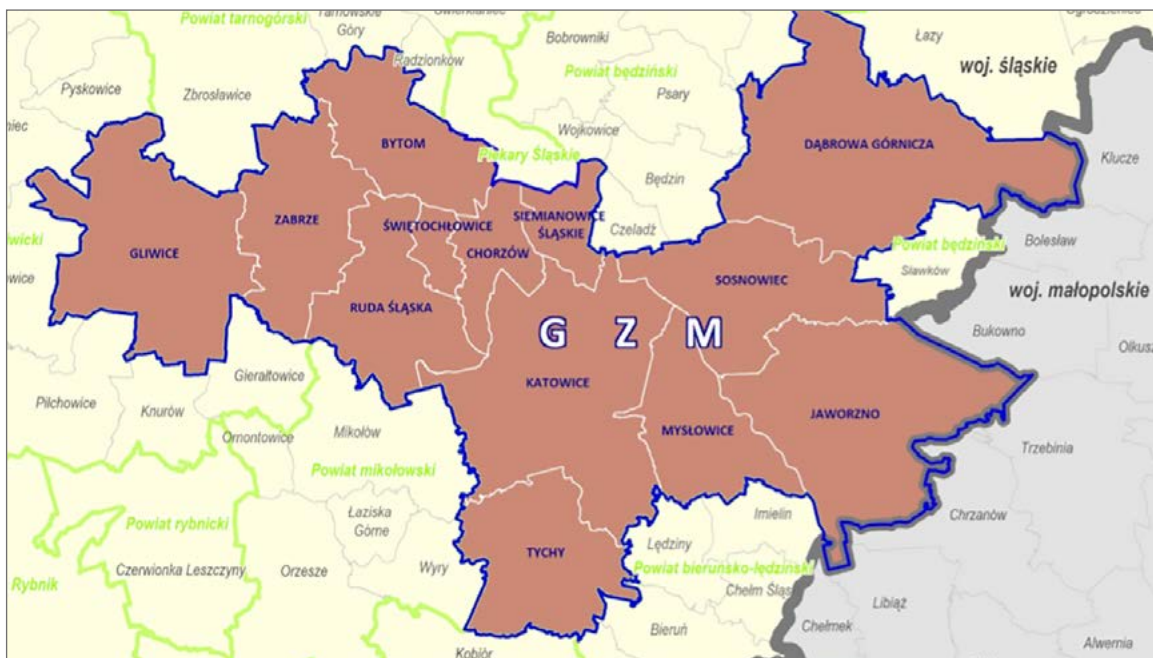 Powiat tarnogórski
Tarnowskie
Góry
Świerklaniec
Bobrowniki
Łazy
Ogrodzieniec
Radzionków
Powiat będziński
woj. śląskie
Pyskowice
Zbrosławice
Psary
Wojkowice
BYTOM
Piekary Śląskie
DĄBROWA GÓRNICZA
Klucze
Będzin
ZABRZE
ŚWIĘTOCHŁOWICE
SIEMIANOWICE
ŚLĄSKIE
Czeladź
GLIWICE
CHORZÓW
Powiat będziński
Bolesław
Sławków
SOSNOWIEC
woj. małopolskie
RUDA ŚLĄSKA
G Z M
Bukowno
Gierałtowice
KATOWICE
Pilchowice
Knurów
JAWORZNO
Ornontowice
Mikołów
MYSŁOWICE
Trzebinia
Powiat mikołowski
Powiat rybnicki
Łaziska
Górne
Imielin
Chrzanów
Lędziny
TYCHY
Powiat bieruńsko-lędziński
Rybnik
Czerwionka Leszczyny
Orzesze
Wyry
Chełm Śląs
Libiąż
Bieruń
Chełmek
Alwernia
Kobiór